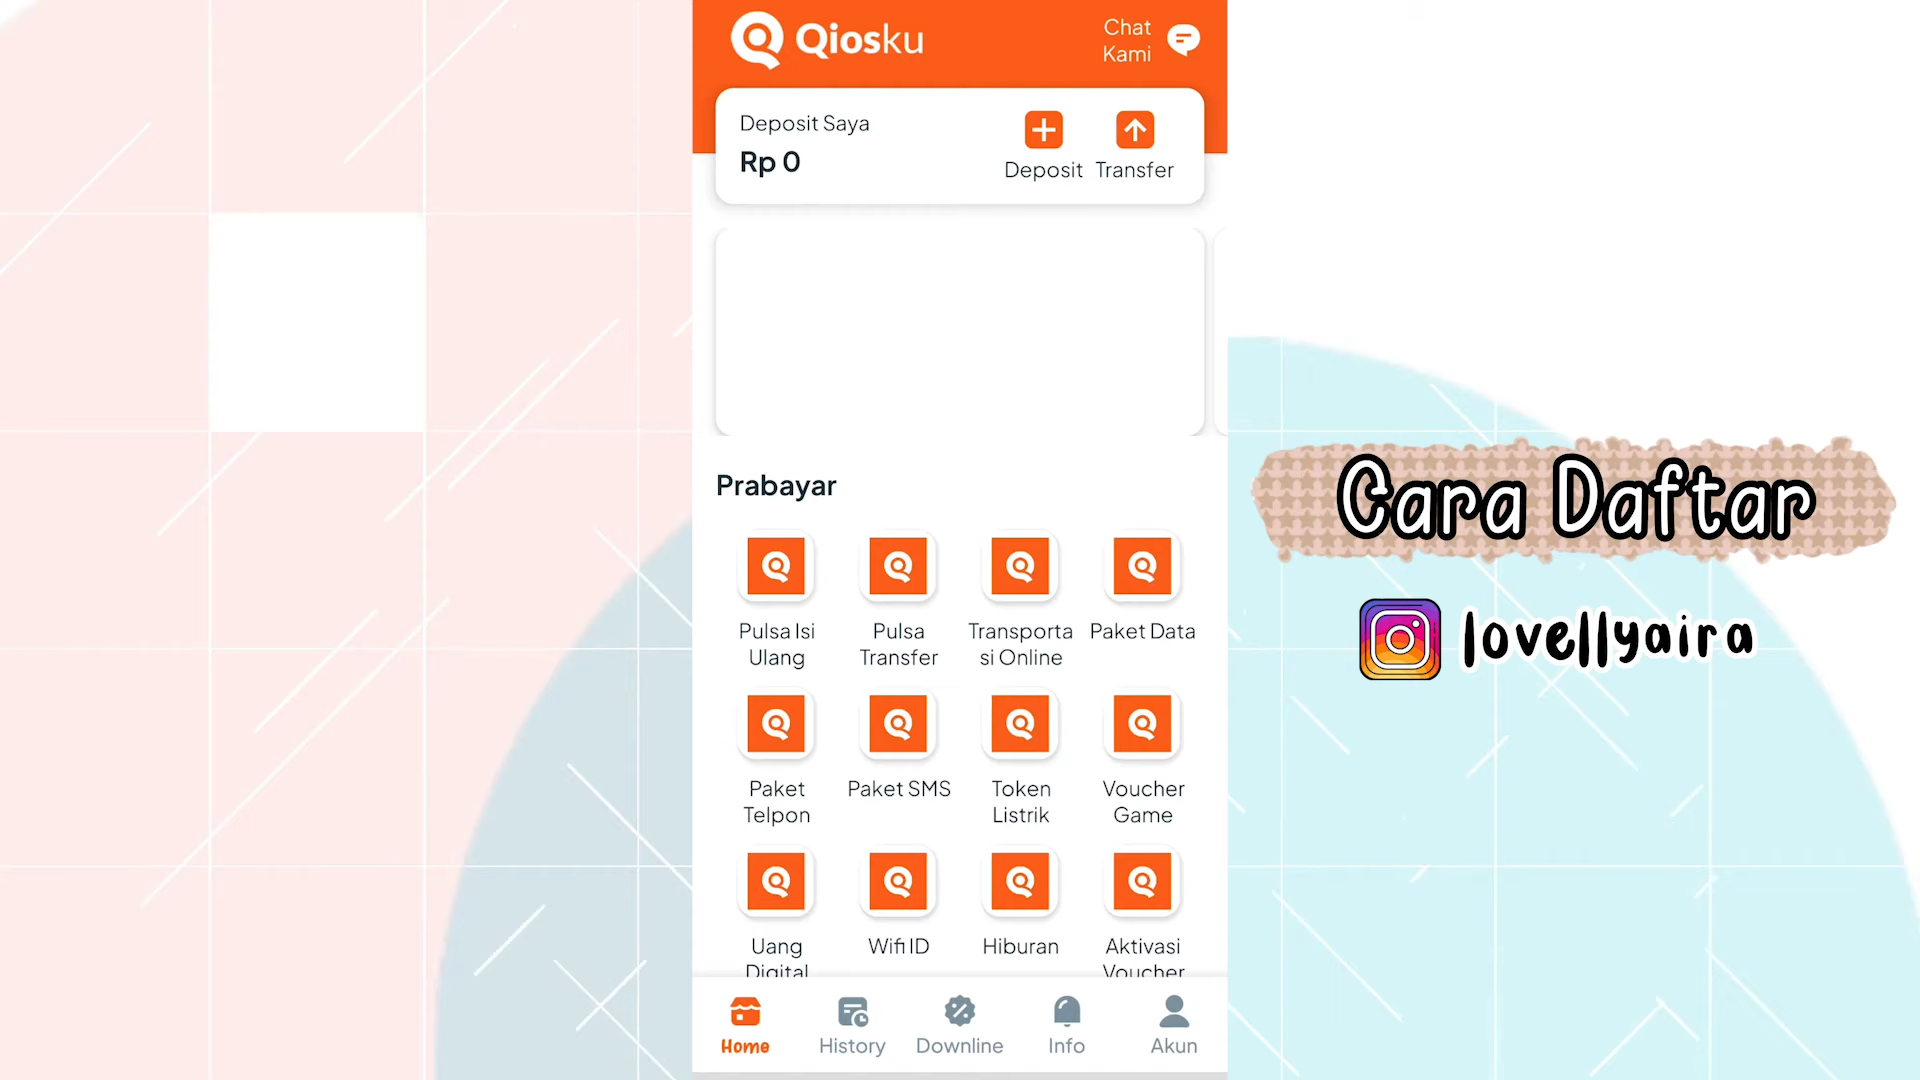 Qiosku
Chat
Kami
Deposit Saya
Rp 0
Deposit
Transfer
Prabayar
Pulsa Isi
Ulang
Pulsa
Transfer
Transporta
si Online
Paket Data
Paket
Telpon
Paket SMS
Token
Listrik
Voucher
Game
Uang
Digital
Wifi ID
Hiburan
Aktivasi
Voucher
Home
History
Downline
Info
Akun
Cara Daftar
lovellyaira